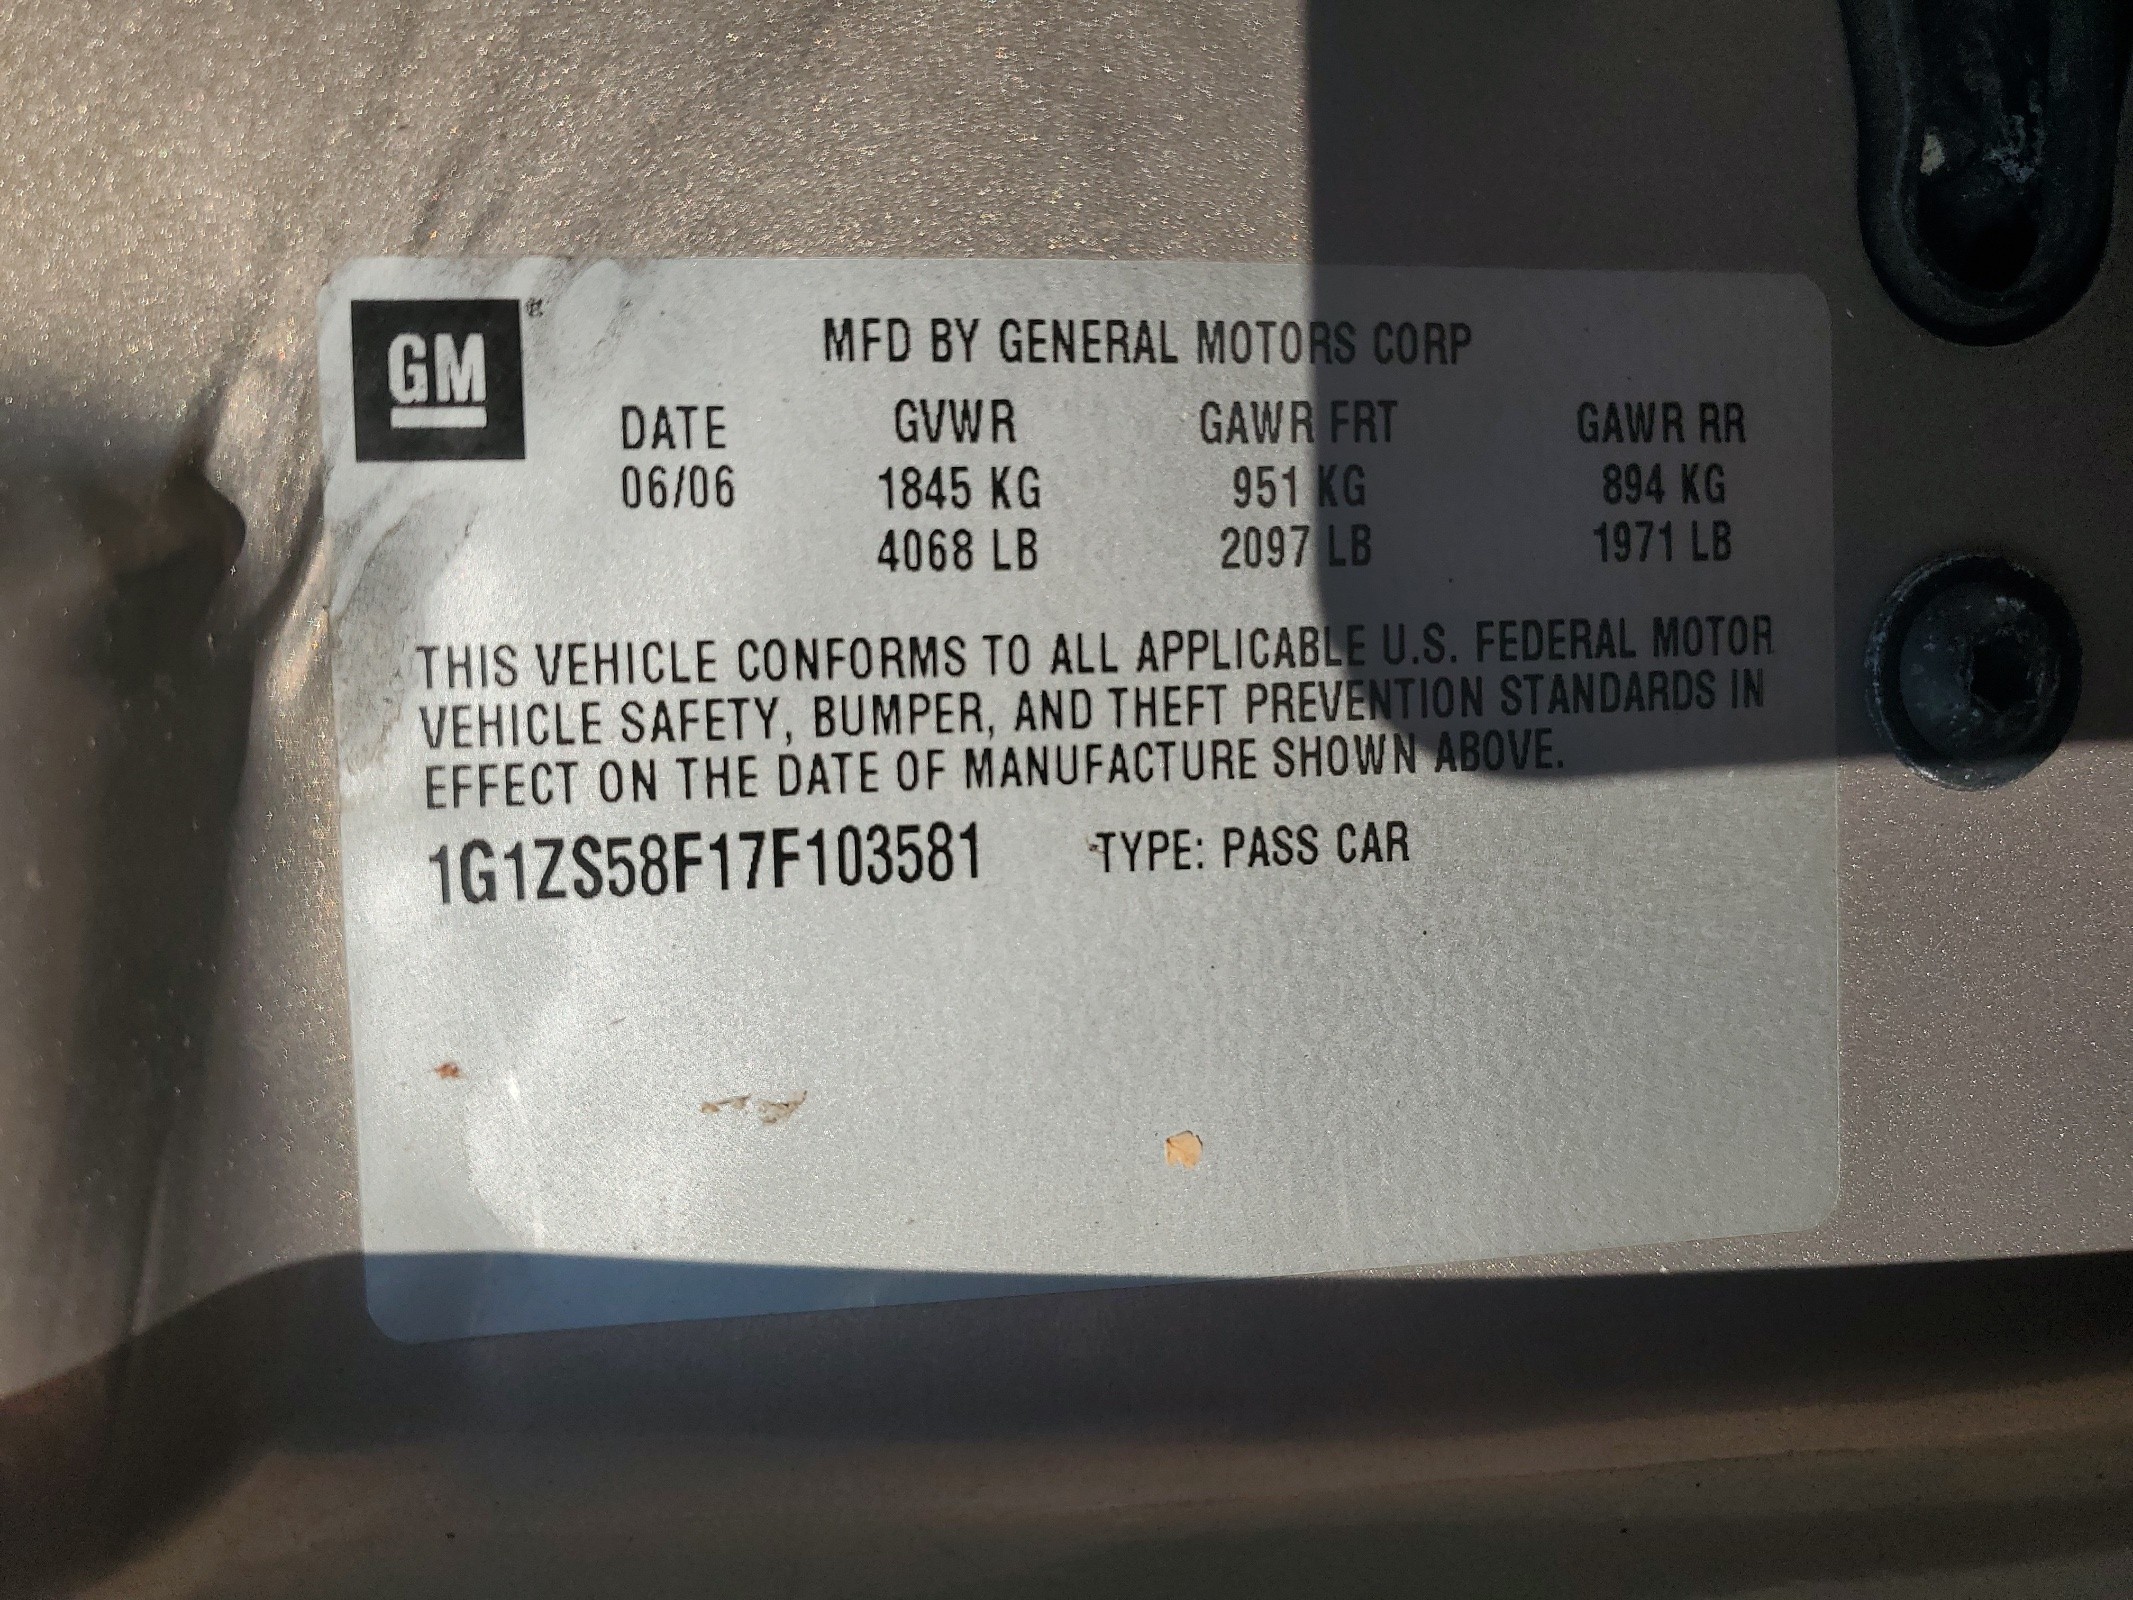 GM®
MFD BY GENERAL MOTORS CORP
DATE GVWR GAWR FRT GAWR RR
06/06 1845 KG 951 KG 894 KG
4068 LB 2097 LB 1971 LB
THIS VEHICLE CONFORMS TO ALL APPLICABLE U.S. FEDERAL MOTOR
VEHICLE SAFETY, BUMPER, AND THEFT PREVENTION STANDARDS IN
EFFECT ON THE DATE OF MANUFACTURE SHOWN ABOVE.
1G1ZS58F17F103581 TYPE: PASS CAR